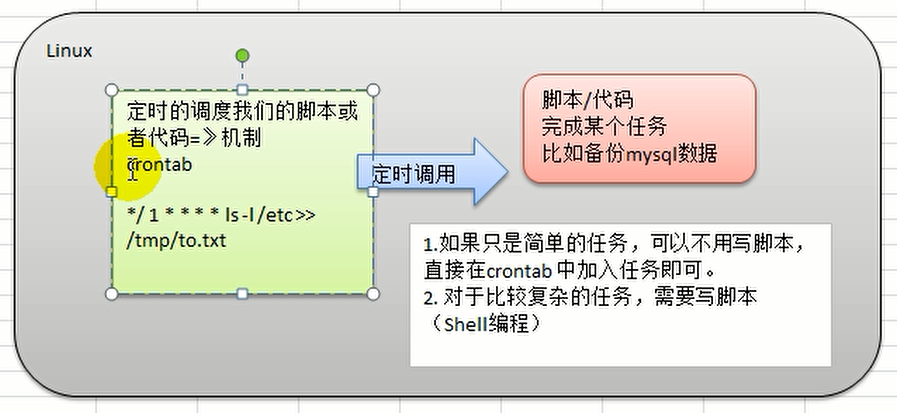 Linux
定时的调度我们的脚本或
者代码=》机制
crontab
*/ 1 * * * * ls -l /etc >>
/tmp/to.txt
定时调用
脚本/代码
完成某个任务
比如备份mysql数据
1.如果只是简单的任务，可以不用写脚本，
直接在crontab 中加入任务即可。
2. 对于比较复杂的任务，需要写脚本
（Shell编程）